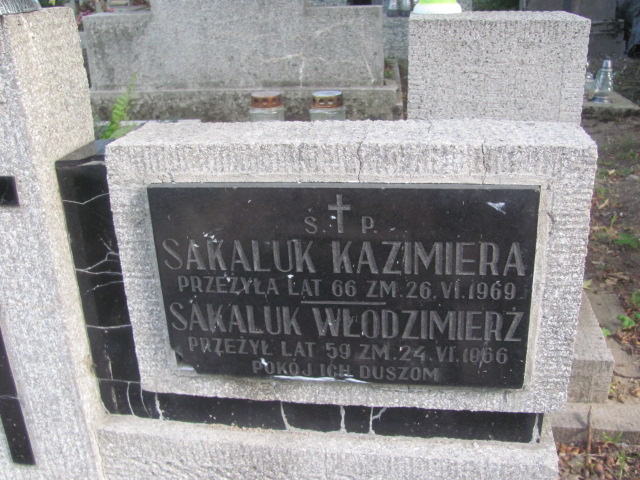 Ś. P.
SAKALUK KAZIMIERA
PRZEŻYŁA LAT 66 ZM. 26. VI. 1969
SAKALUK WŁODZIMIERZ
PRZEŻYŁ LAT 59 ZM. 24. VI. 1966
POKÓJ ICH DUSZOM